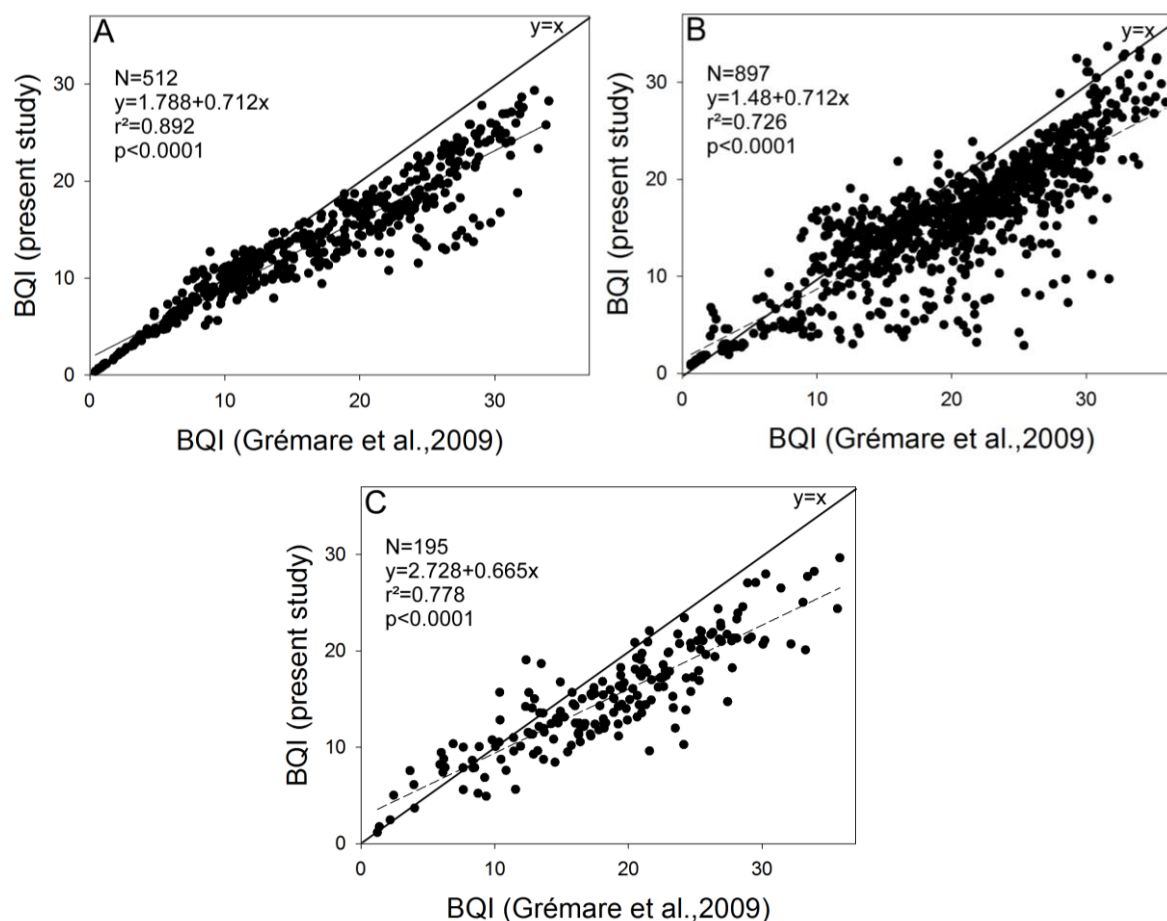 A
y=x
N=512
y=1.788+0.712x
r²=0.892
p<0.0001
30
20
10
0
0 10 20 30
BQI (present study)
BQI (Grémare et al.,2009)
B
y=x
N=897
y=1.48+0.712x
r²=0.726
p<0.0001
30
20
10
0
0 10 20 30
BQI (present study)
BQI (Grémare et al.,2009)
C
y=x
N=195
y=2.728+0.665x
r²=0.778
p<0.0001
30
20
10
0
0 10 20 30
BQI (present study)
BQI (Grémare et al.,2009)